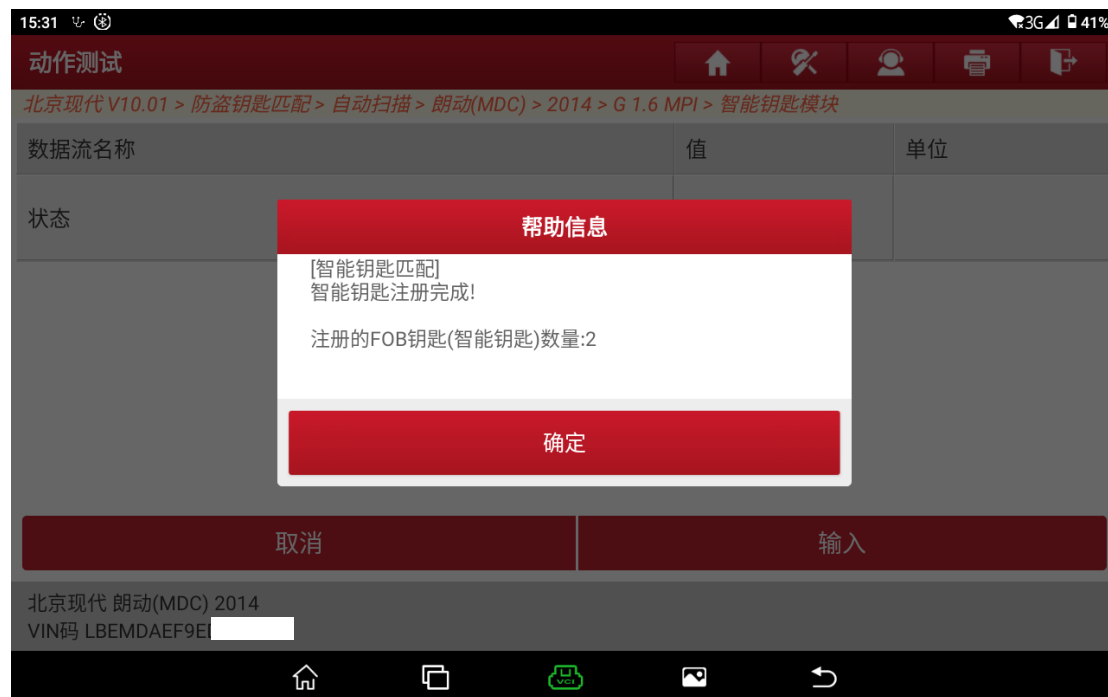 15:31
3G 41%
动作测试
北京现代 V10.01 > 防盗钥匙匹配 > 自动扫描 > 朗动(MDC) > 2014 > G 1.6 MPI > 智能钥匙模块
数据流名称 值 单位
状态
帮助信息
[智能钥匙匹配]
智能钥匙注册完成!
注册的FOB钥匙(智能钥匙)数量:2
确定
取消 输入
北京现代 朗动(MDC) 2014
VIN码 LBEMDAEF9E
VCI